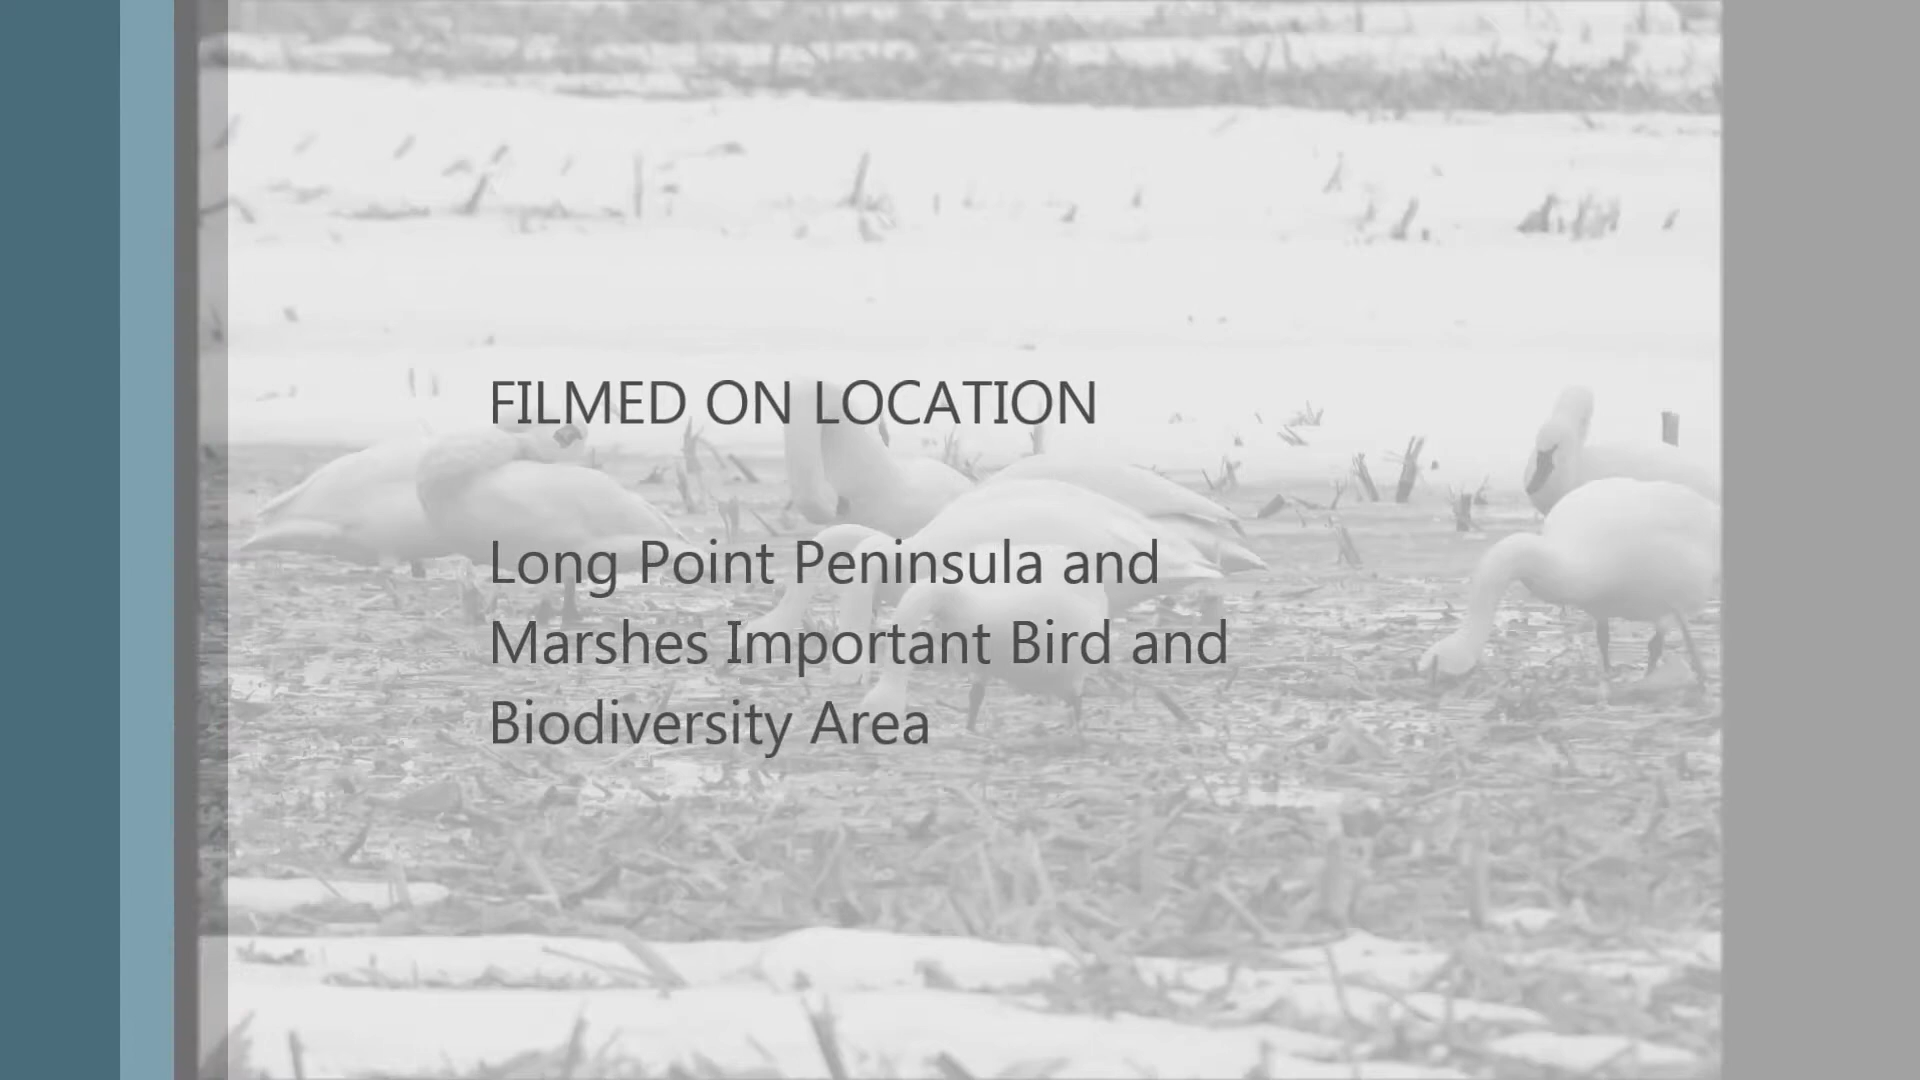 FILMED ON LOCATION
Long Point Peninsula and
Marshes Important Bird and
Biodiversity Area